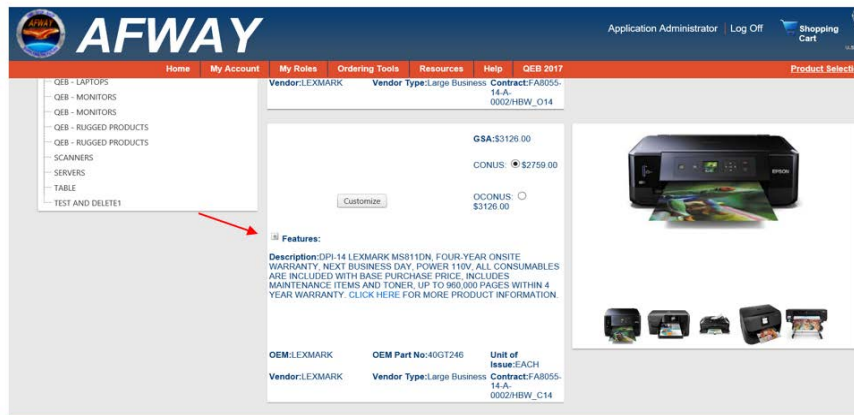 AFWAY
AFWAY
Application Administrator | Log Off
Shopping
Cart
Home
My Account
My Roles
Ordering Tools
Resources
Help
QEB 2017
Product Selecti
QEB - LAPTOPS
QEB - MONITORS
QEB - MONITORS
QEB - RUGGED PRODUCTS
QEB - RUGGED PRODUCTS
SCANNERS
SERVERS
TABLE
TEST AND DELETE1
Vendor:LEXMARK Vendor Type:Large Business Contract:FA8055-
14-A-
0002/HBW_O14
GSA:$3126.00
CONUS: $2759.00
Customize
OCONUS:
$3126.00
Features:
Description:DPI-14 LEXMARK MS811DN, FOUR-YEAR ONSITE
WARRANTY, NEXT BUSINESS DAY, POWER 110V, ALL CONSUMABLES
ARE INCLUDED WITH BASE PURCHASE PRICE, INCLUDES
MAINTENANCE ITEMS AND TONER, UP TO 960,000 PAGES WITHIN 4
YEAR WARRANTY. CLICK HERE FOR MORE PRODUCT INFORMATION.
OEM:LEXMARK OEM Part No:40GT246 Unit of
Issue:EACH
Vendor:LEXMARK Vendor Type:Large Business Contract:FA8055-
14-A-
0002/HBW_C14
EPSON